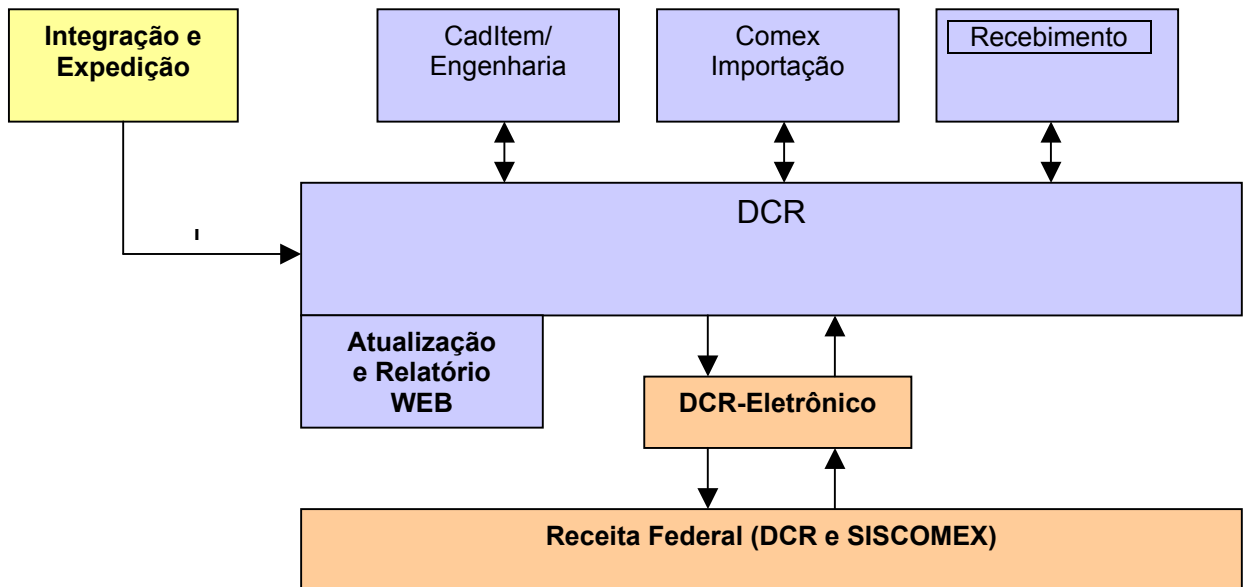 Integração e
Expedição
CadItem/
Engenharia
Comex
Importação
Recebimento
DCR
Atualização
e Relatório
WEB
DCR-Eletrônico
Receita Federal (DCR e SISCOMEX)